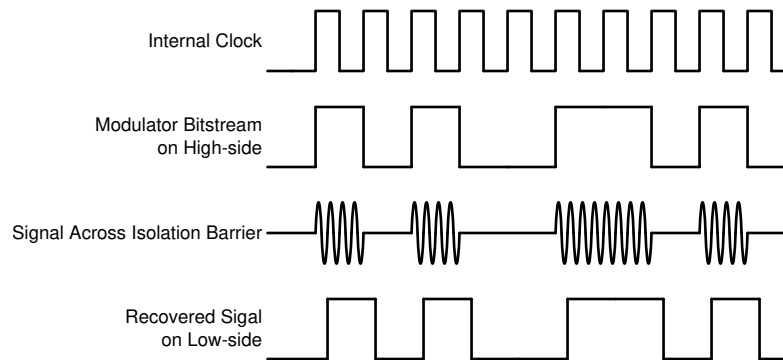 Internal Clock
Modulator Bitstream
on High-side
Signal Across Isolation Barrier
Recovered Sigal
on Low-side